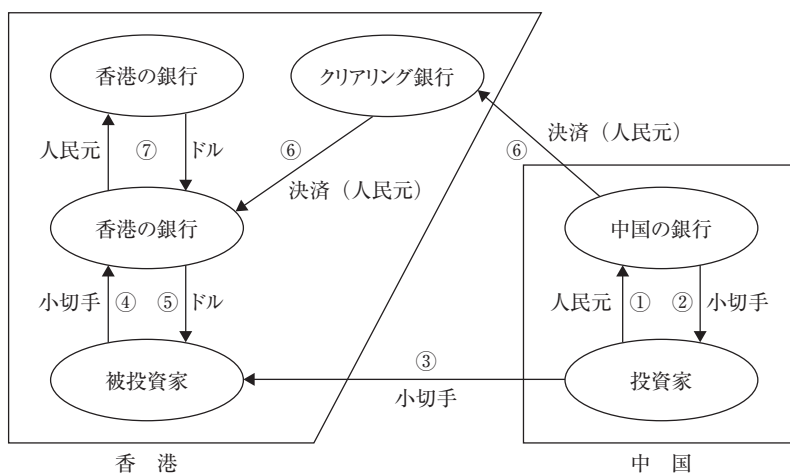 香港の銀行
クリアリング銀行
人民元
⑦
ドル
⑥
決済（人民元）
決済（人民元）
⑥
香港の銀行
中国の銀行
小切手
④
⑤
ドル
人民元
①
②
小切手
被投資家
③
小切手
投資家
香 港
中 国